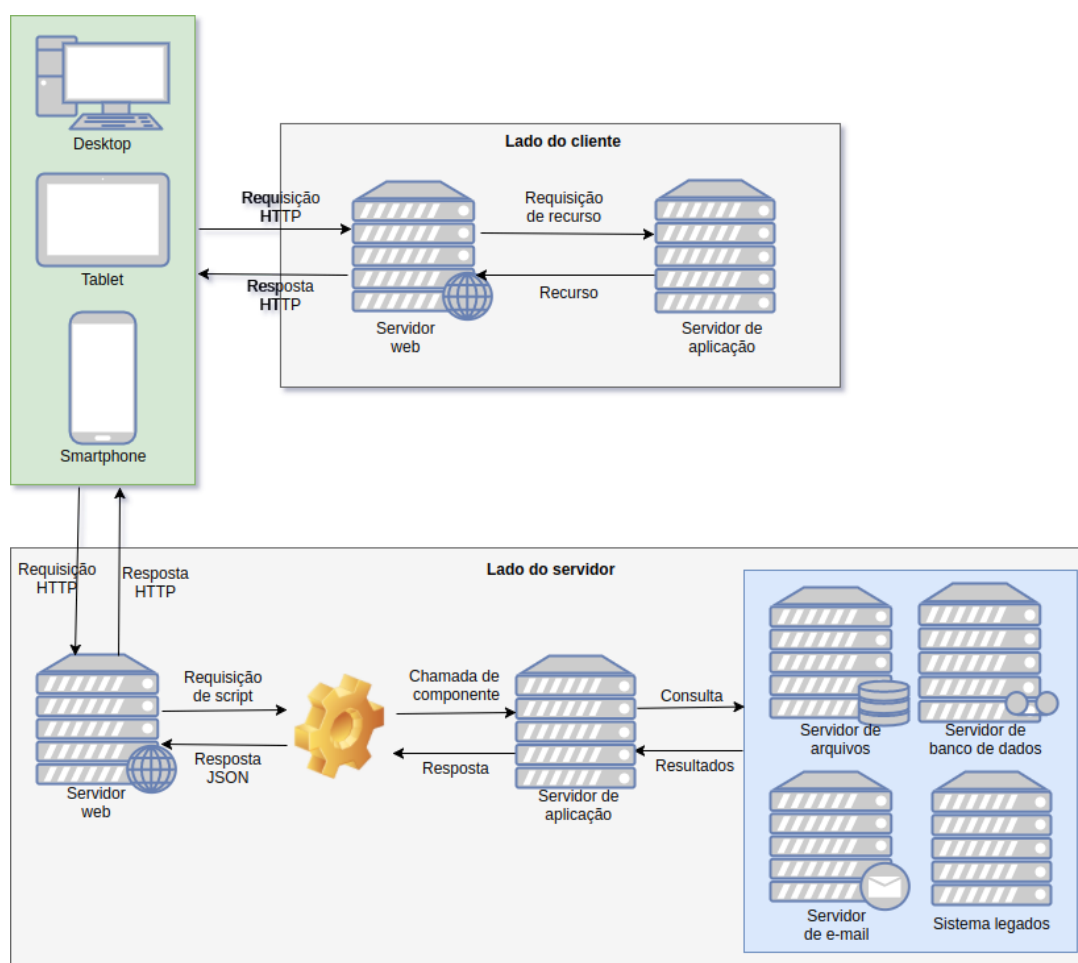 Desktop
Tablet
Smartphone
Lado do cliente
Requisição
HTTP
Resposta
HTTP
Servidor
web
Requisição
de recurso
Recurso
Servidor de
aplicação
Requisição
HTTP
Resposta
HTTP
Lado do servidor
Servidor
web
Requisição
de script
Resposta
JSON
Chamada de
componente
Resposta
Servidor de
aplicação
Consulta
Resultados
Servidor de
arquivos
Servidor de
banco de dados
Servidor
de e-mail
Sistema legados